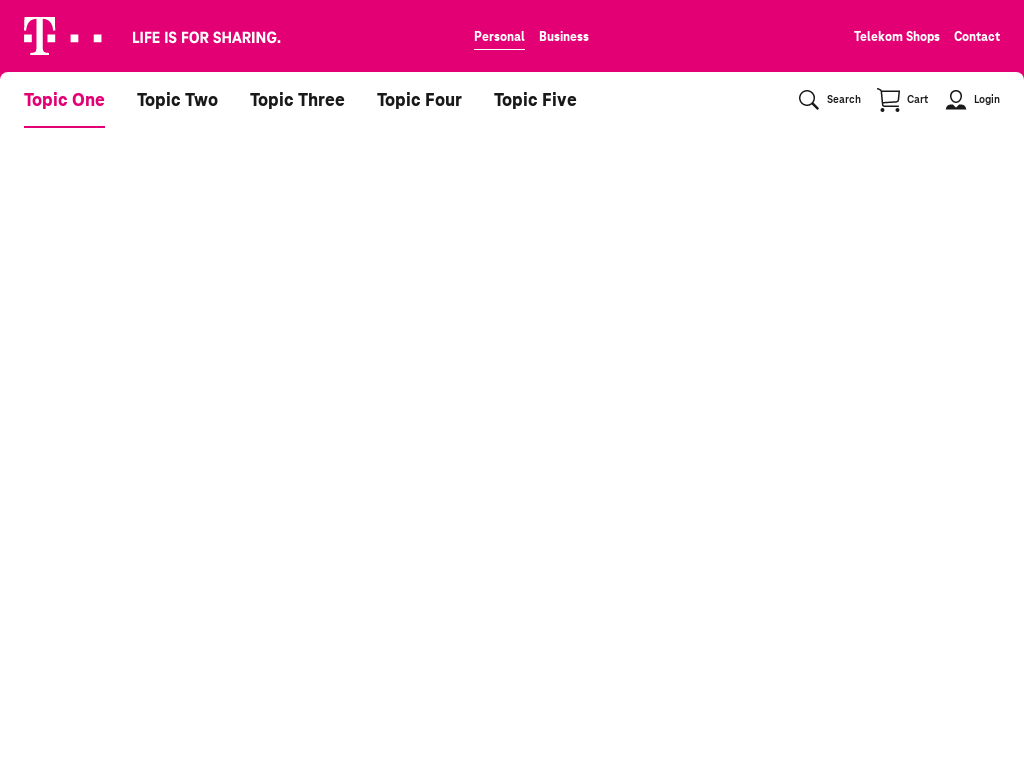 T LIFE IS FOR SHARING. Personal Business Telekom Shops Contact
Topic One Topic Two Topic Three Topic Four Topic Five Search Cart Login